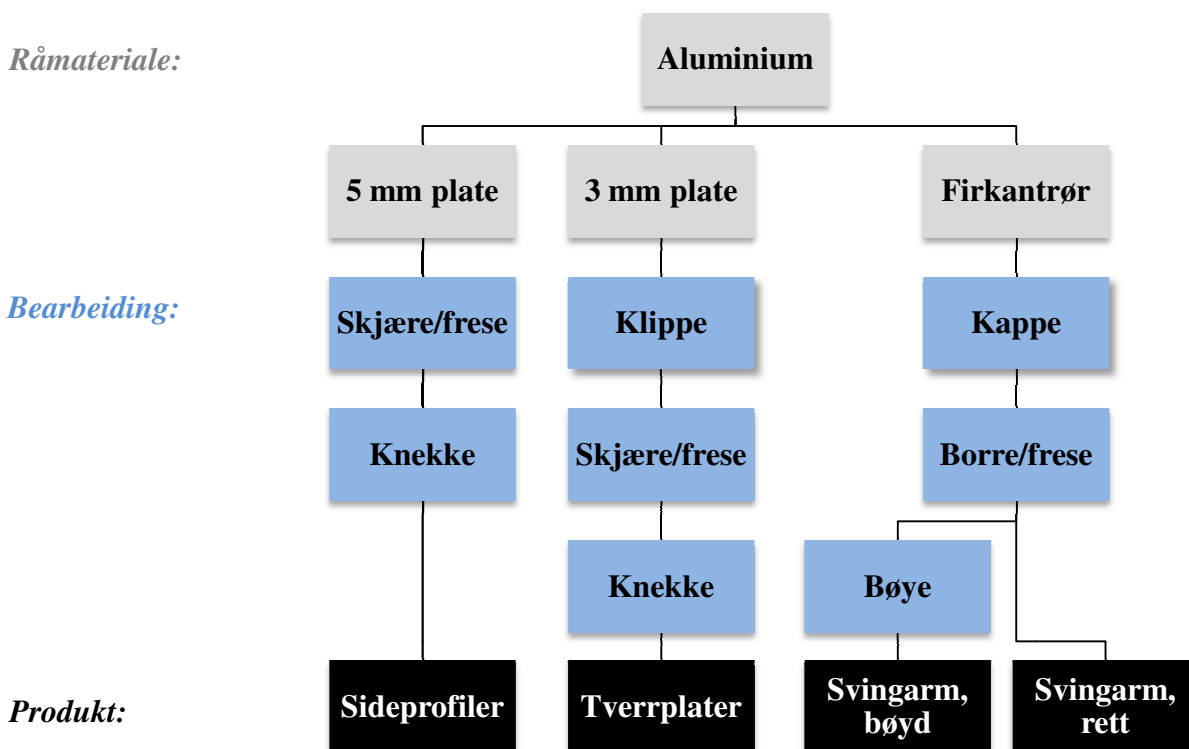 Råmateriale:
Aluminium
5 mm plate
3 mm plate
Firkantrør
Bearbeiding:
Skjære/frese
Klippe
Kappe
Knekke
Skjære/frese
Borre/frese
Knekke
Bøye
Produkt:
Sideprofiler
Tverrplater
Svingarm,
bøyd
Svingarm,
rett